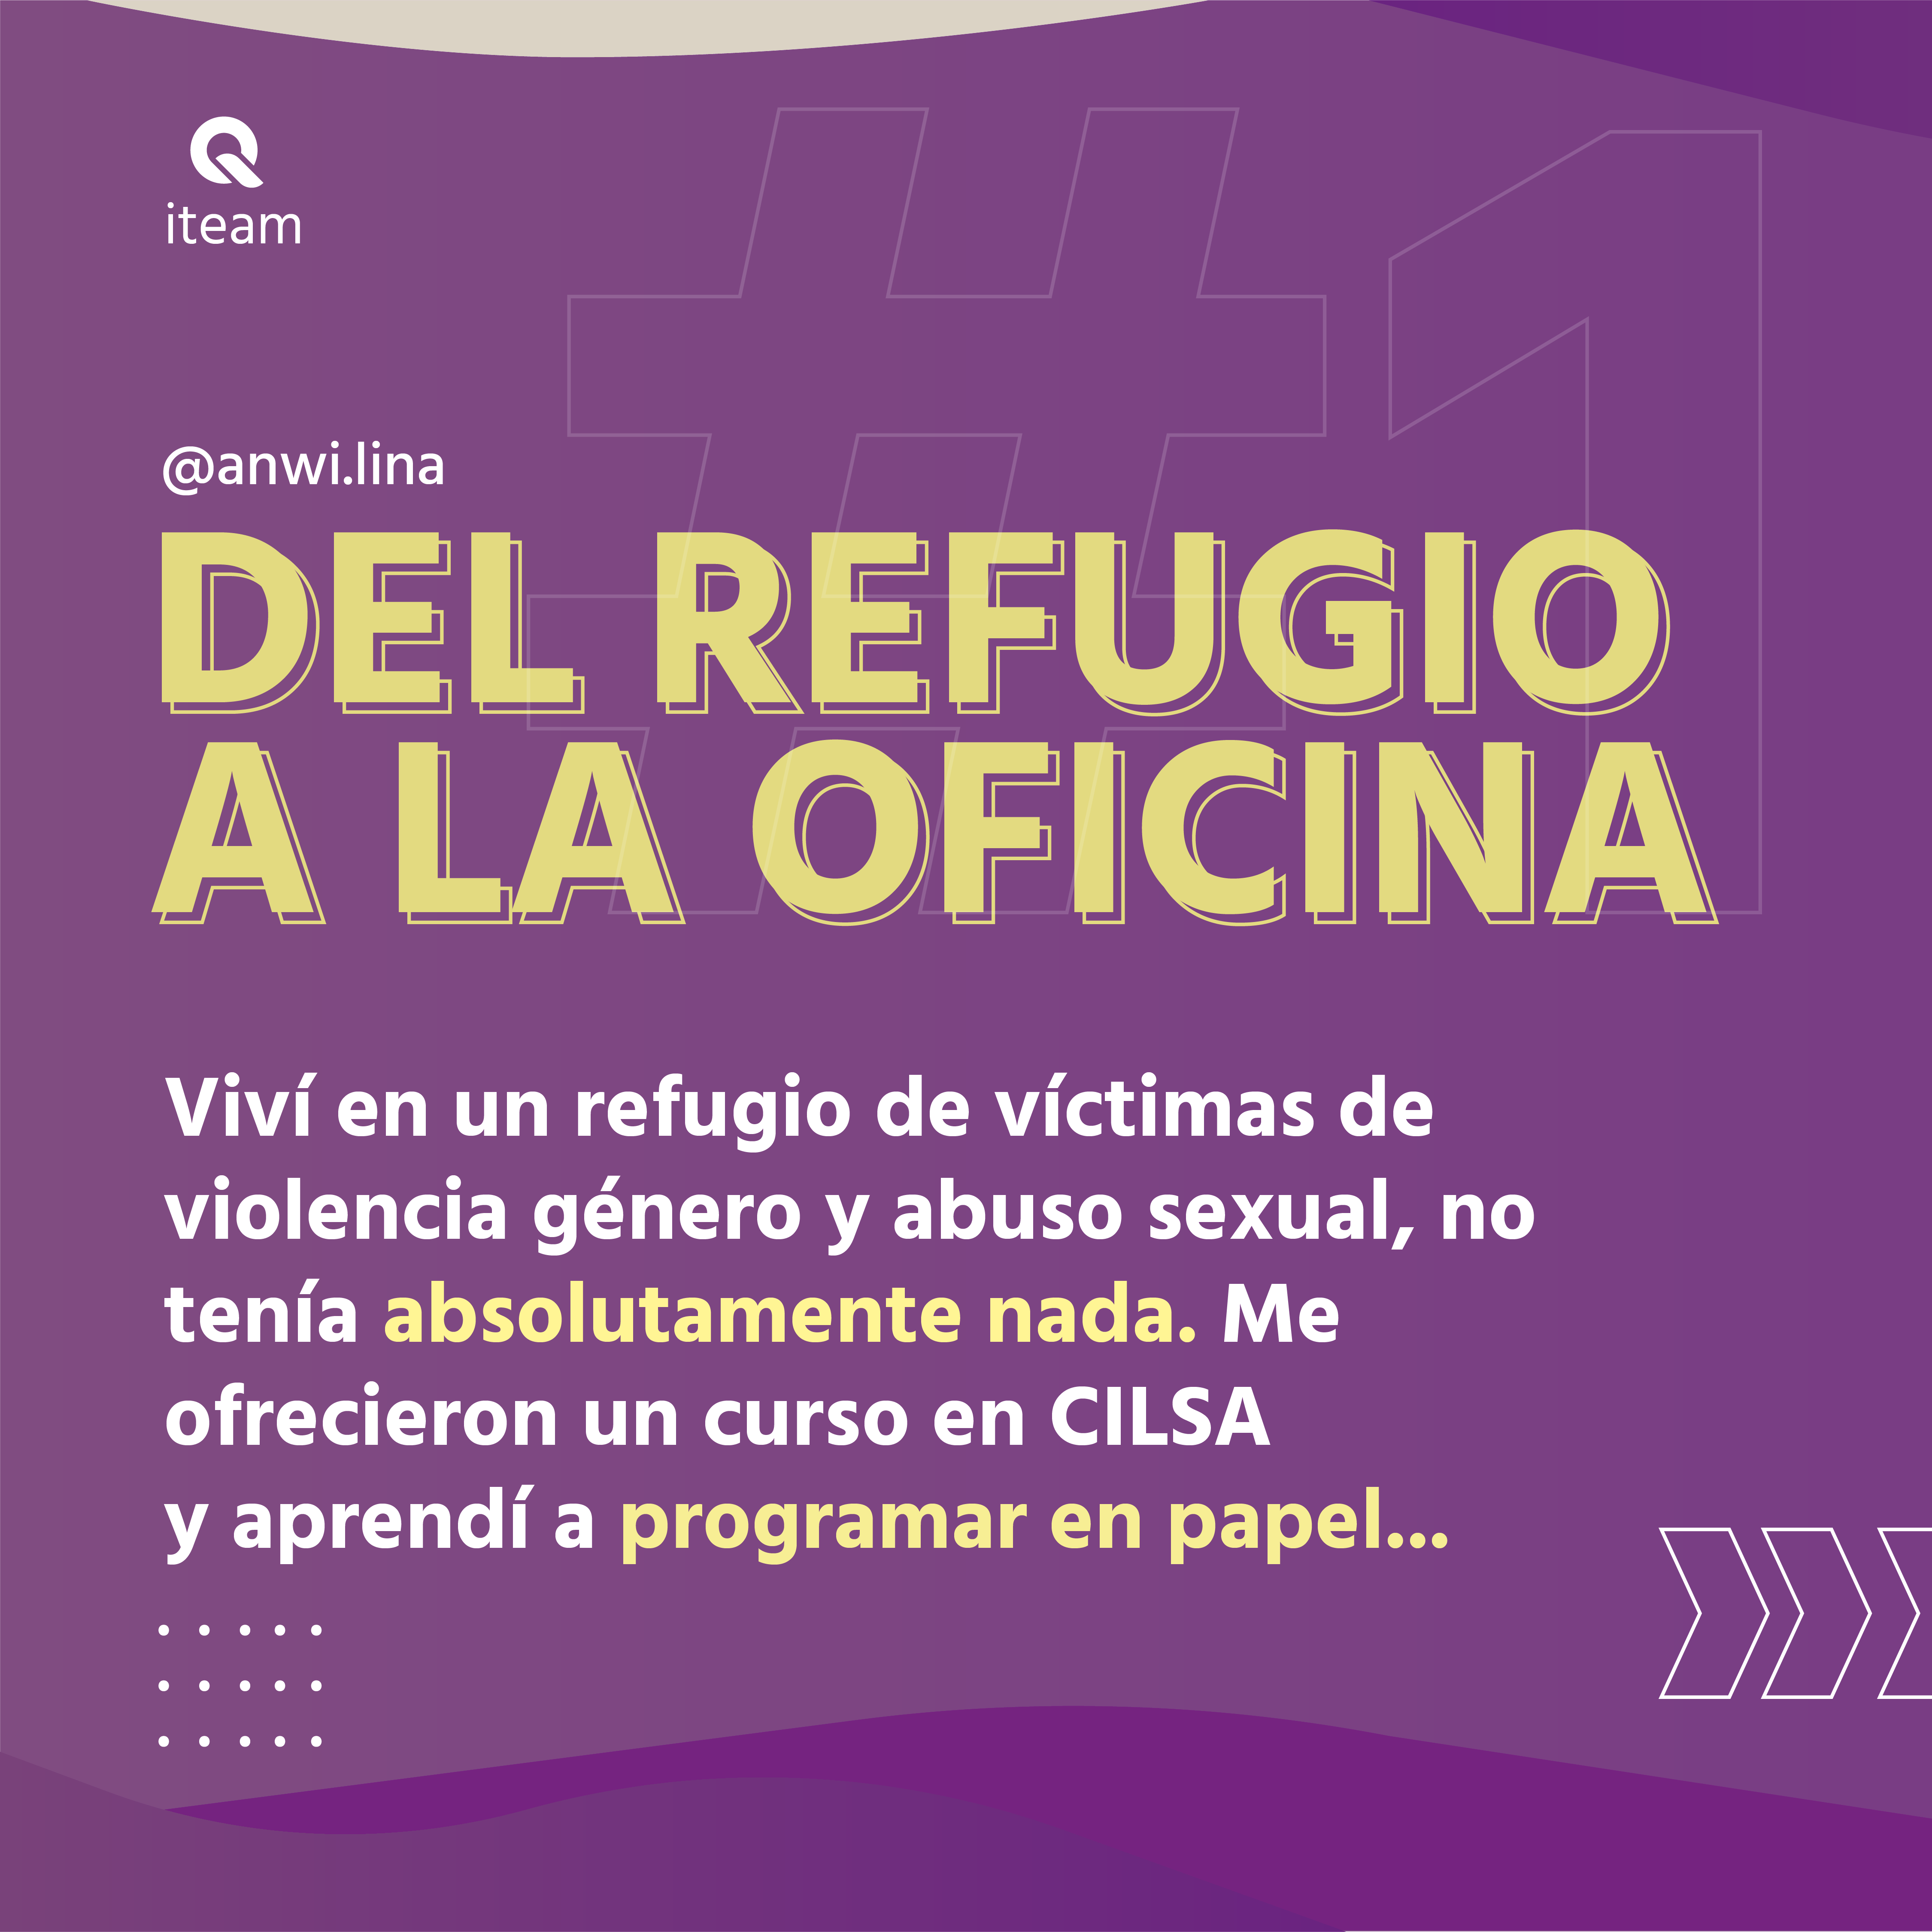 iteam
#1
@anwi.lina
DEL REFUGIO
A LA OFICINA
Viví en un refugio de víctimas de
violencia género y abuso sexual, no
tenía absolutamente nada. Me
ofrecieron un curso en CILSA
y aprendí a programar en papel...